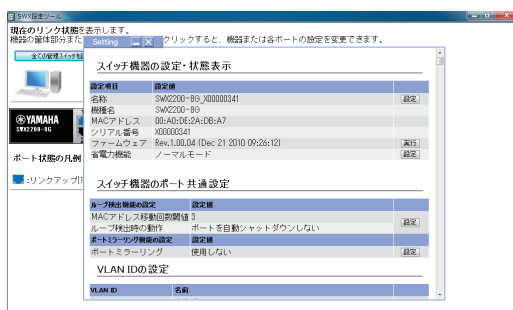 SWX設定ツール
現在のリンク状態を表示します。
機器の筐体部分また
クリックすると、機器または各ポートの設定を変更できます。
全ての管理スイッチを
YAMAHA
SWX2200-8G
ポート状態の凡例
:リンクアップ[1
Setting
スイッチ機器の設定・状態表示
設定項目 設定値
名称 SWX2200-8G_X00000341 設定
機種名 SWX2200-8G
MACアドレス 00:A0:DE:2A:DB:A7
シリアル番号 X00000341
ファームウェア Rev.1.00.04 (Dec 21 2010 09:26:12) 実行
省電力機能 ノーマルモード 設定
スイッチ機器のポート共通設定
ループ検出機能の設定 設定値
MACアドレス移動回数閾値 3
ループ検出時の動作 ポートを自動シャットダウンしない
設定
ポートミラーリング機能の設定 設定値
ポートミラーリング 使用しない 設定
VLAN IDの設定
VLAN ID 名前